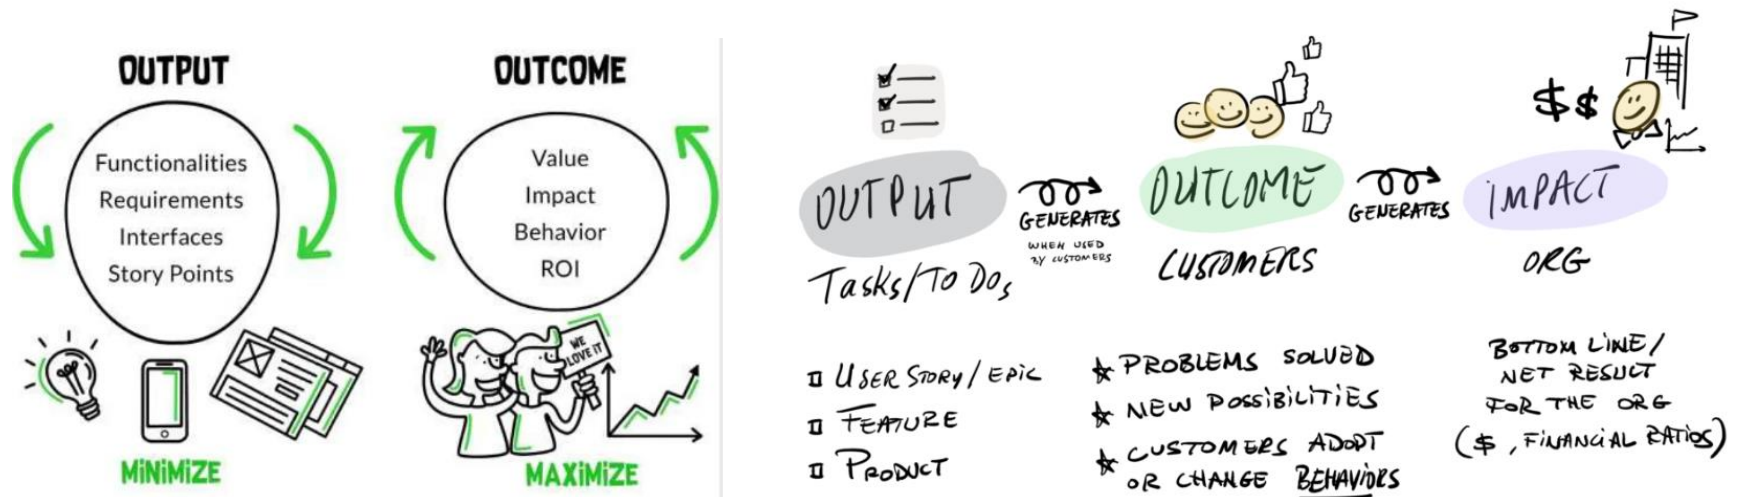 OUTPUT
Functionalities
Requirements
Interfaces
Story Points
MINIMIZE
OUTCOME
Value
Impact
Behavior
ROI
WE
LOVE IT
MAXIMIZE
OUTPUT
Tasks/To Dos
USER STORY/EPIC
FEATURE
PRODUCT
GENERATES
WHEN USED
BY CUSTOMERS
OUTCOME
CUSTOMERS
PROBLEMS SOLVED
NEW POSSIBILITIES
CUSTOMERS ADOPT
OR CHANGE BEHAVIORS
GENERATES
$$
IMPACT
ORG
BOTTOM LINE/
NET RESULT
FOR THE ORG
($, FINANCIAL RATIOS)